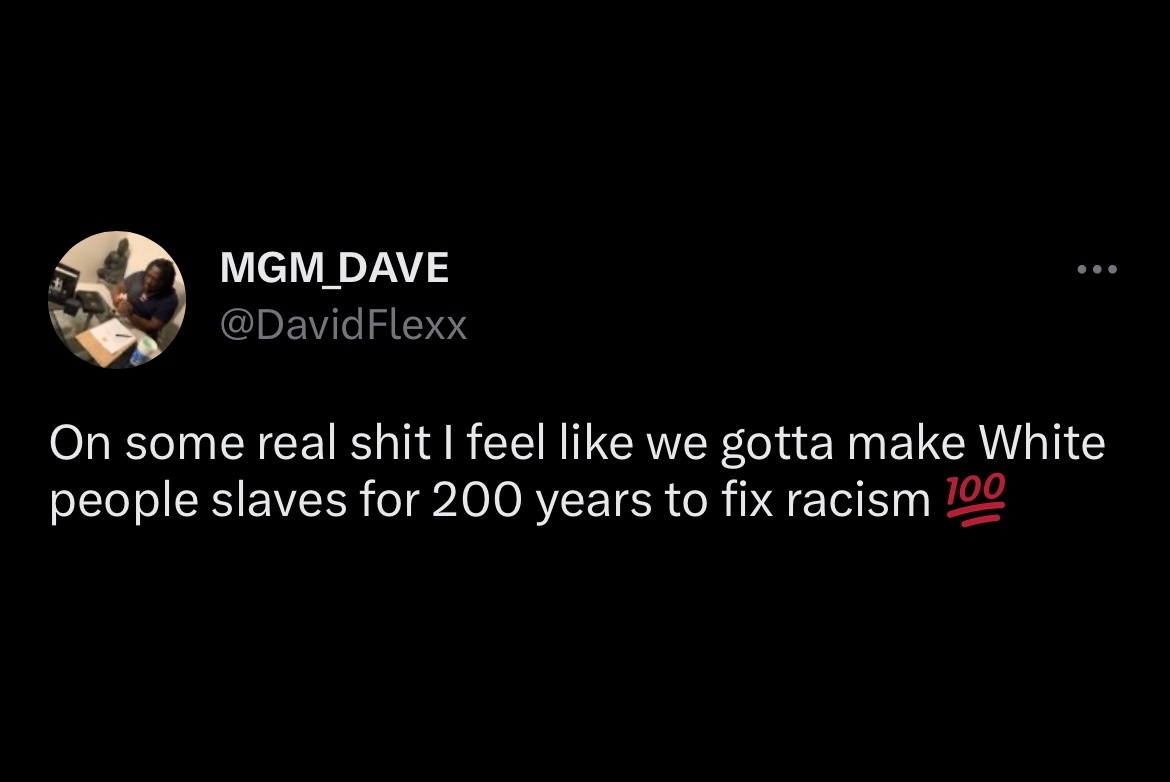 MGM_DAVE
@DavidFlexx
On some real shit I feel like we gotta make White
people slaves for 200 years to fix racism 💯